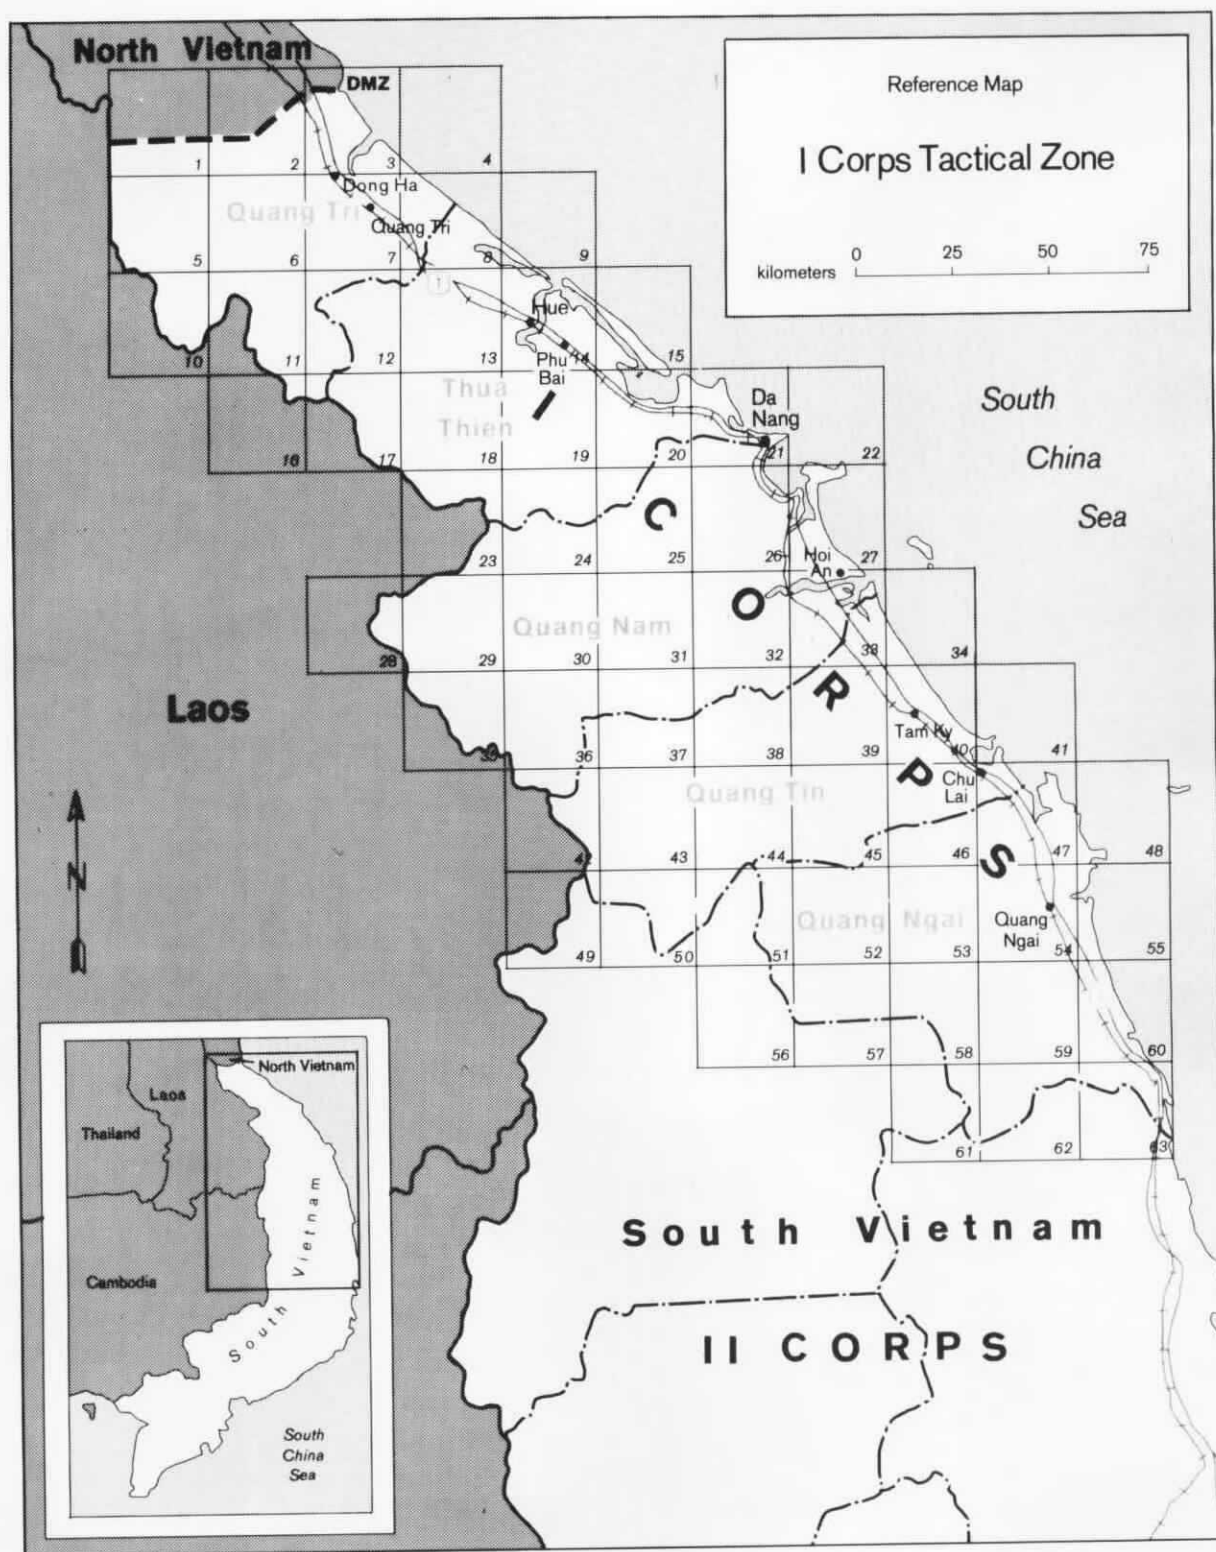 North Vietnam
DMZ
Reference Map
I Corps Tactical Zone
kilometers 0 25 50 75
1 2 3 4
Dong Ha
Quang Tri
Quang Tri
5 6 7 8 9
1
Hue
10 11 12 13 14 15
Phu
Bai
Thua
Thien
I
Da
Nang
South
China
Sea
16 17 18 19 20 21 22
C
23 24 25 26 27
Hoi
An
O
Quang Nam
28 29 30 31 32 33 34
R
Laos
Tam Ky
35 36 37 38 39 40 41
P
Chu
Lai
Quang Tin
42 43 44 45 46 47 48
S
N
Quang Ngai
Quang
Ngai
49 50 51 52 53 54 55
56 57 58 59 60
61 62 63
South Vietnam
II CORPS
North Vietnam
Laos
Thailand
Cambodia
South Vietnam
South
China
Sea